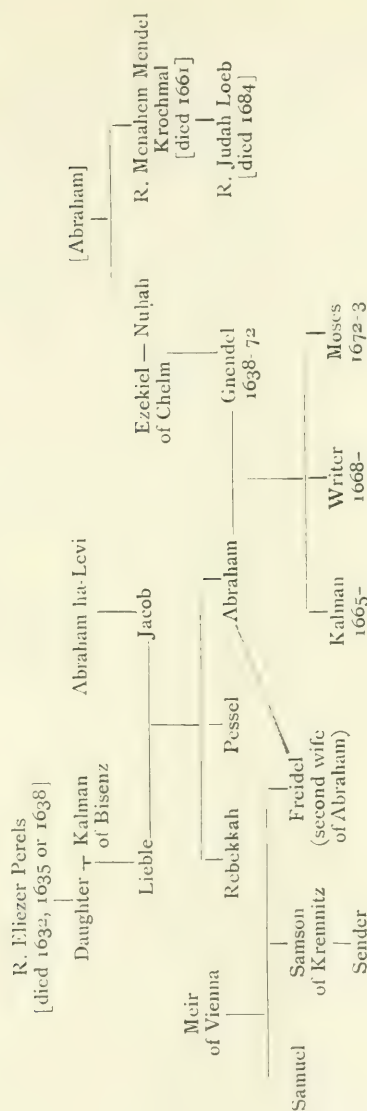 R. Eliezer Perels
[died 1632, 1635 or 1638]
Daughter Kalman
of Bisenz
Abraham ha-Levi
[Abraham]
Lieble Jacob
Ezekiel — Nuḥah
of Chelm
R. Menahem Mendel
Krochmal
[died 1661]
R. Judah Loeb
[died 1684]
Meir
of Vienna
Rebekkah Pessel Abraham
Gnendel
1638-72
Samuel
Samson
of Kremnitz
Freidel
(second wife
of Abraham)
Sender
Kalman
1665-
Writer
1668-
Moses
1672-3